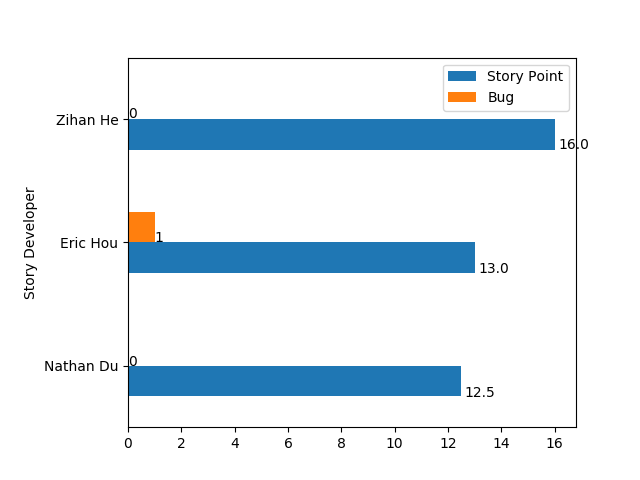 Story Point
Bug
Zihan He
0
16.0
Eric Hou
1
13.0
Nathan Du
0
12.5
Story Developer
0 2 4 6 8 10 12 14 16